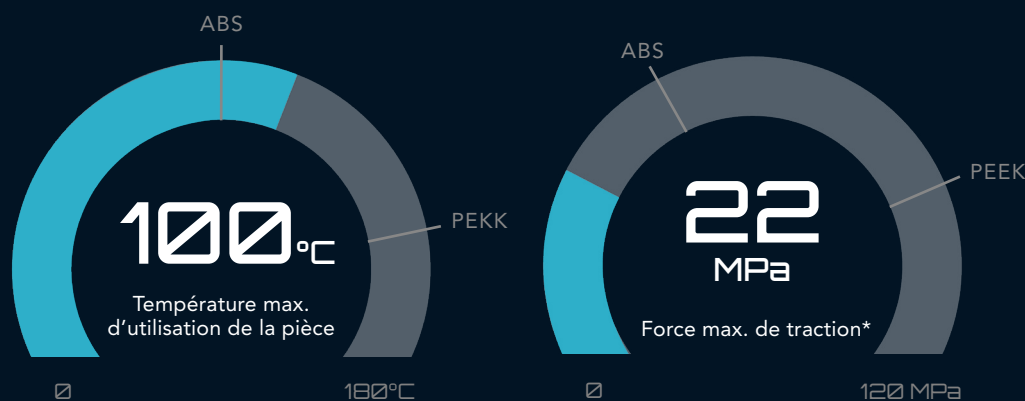 ABS
PEKK
100°C
Température max.
d'utilisation de la pièce
0
180°C
ABS
PEEK
22
MPa
Force max. de traction*
0
120 MPa